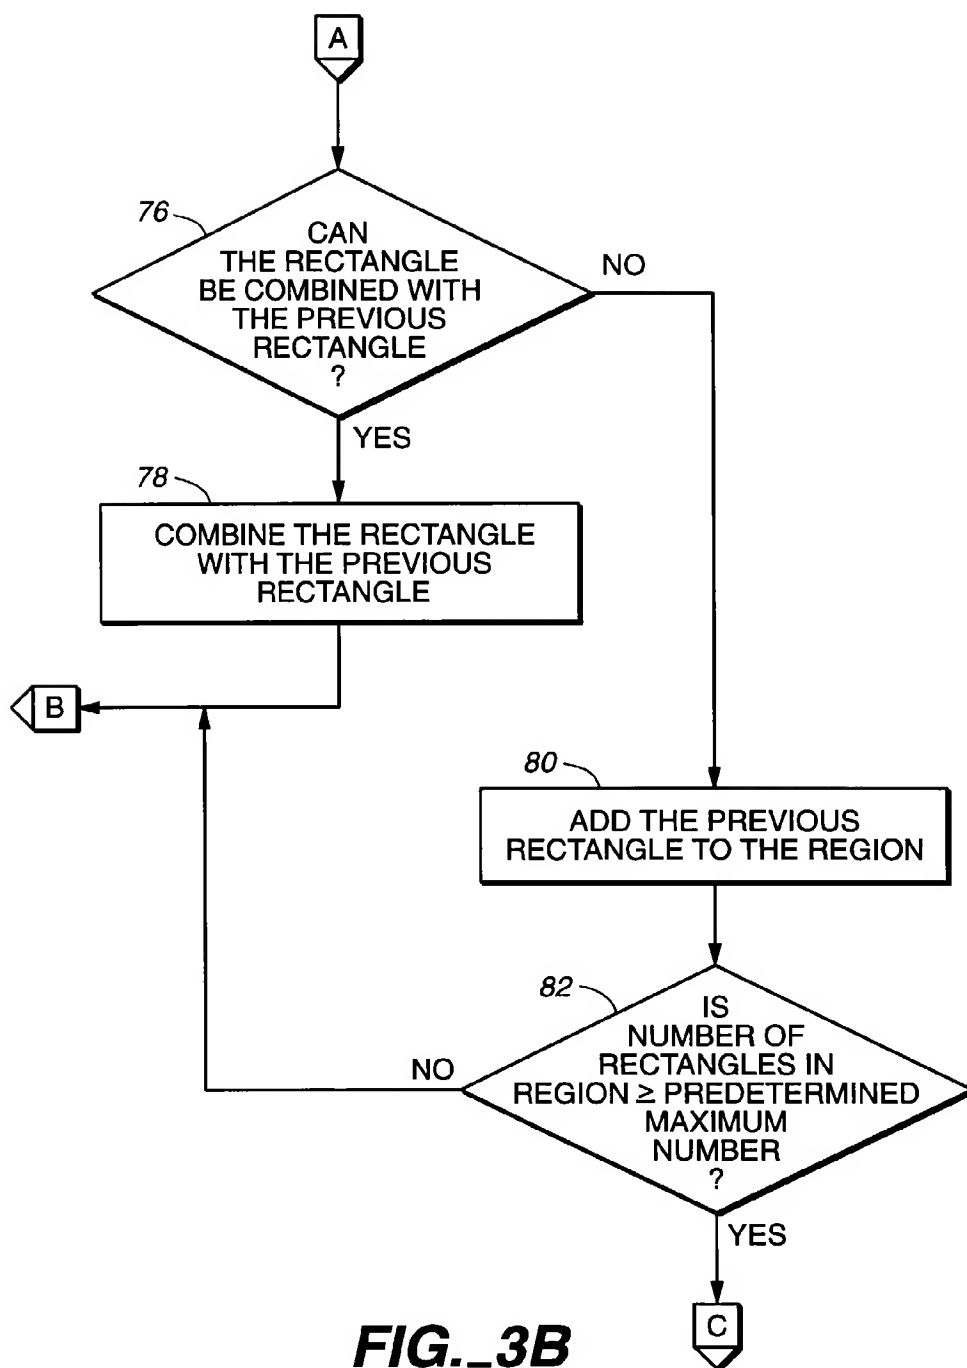 A
76
CAN
THE RECTANGLE
BE COMBINED WITH
THE PREVIOUS
RECTANGLE
?
NO
YES
78
COMBINE THE RECTANGLE
WITH THE PREVIOUS
RECTANGLE
B
80
ADD THE PREVIOUS
RECTANGLE TO THE REGION
82
IS
NUMBER OF
RECTANGLES IN
REGION ≥ PREDETERMINED
MAXIMUM
NUMBER
?
NO
YES
C
FIG._3B